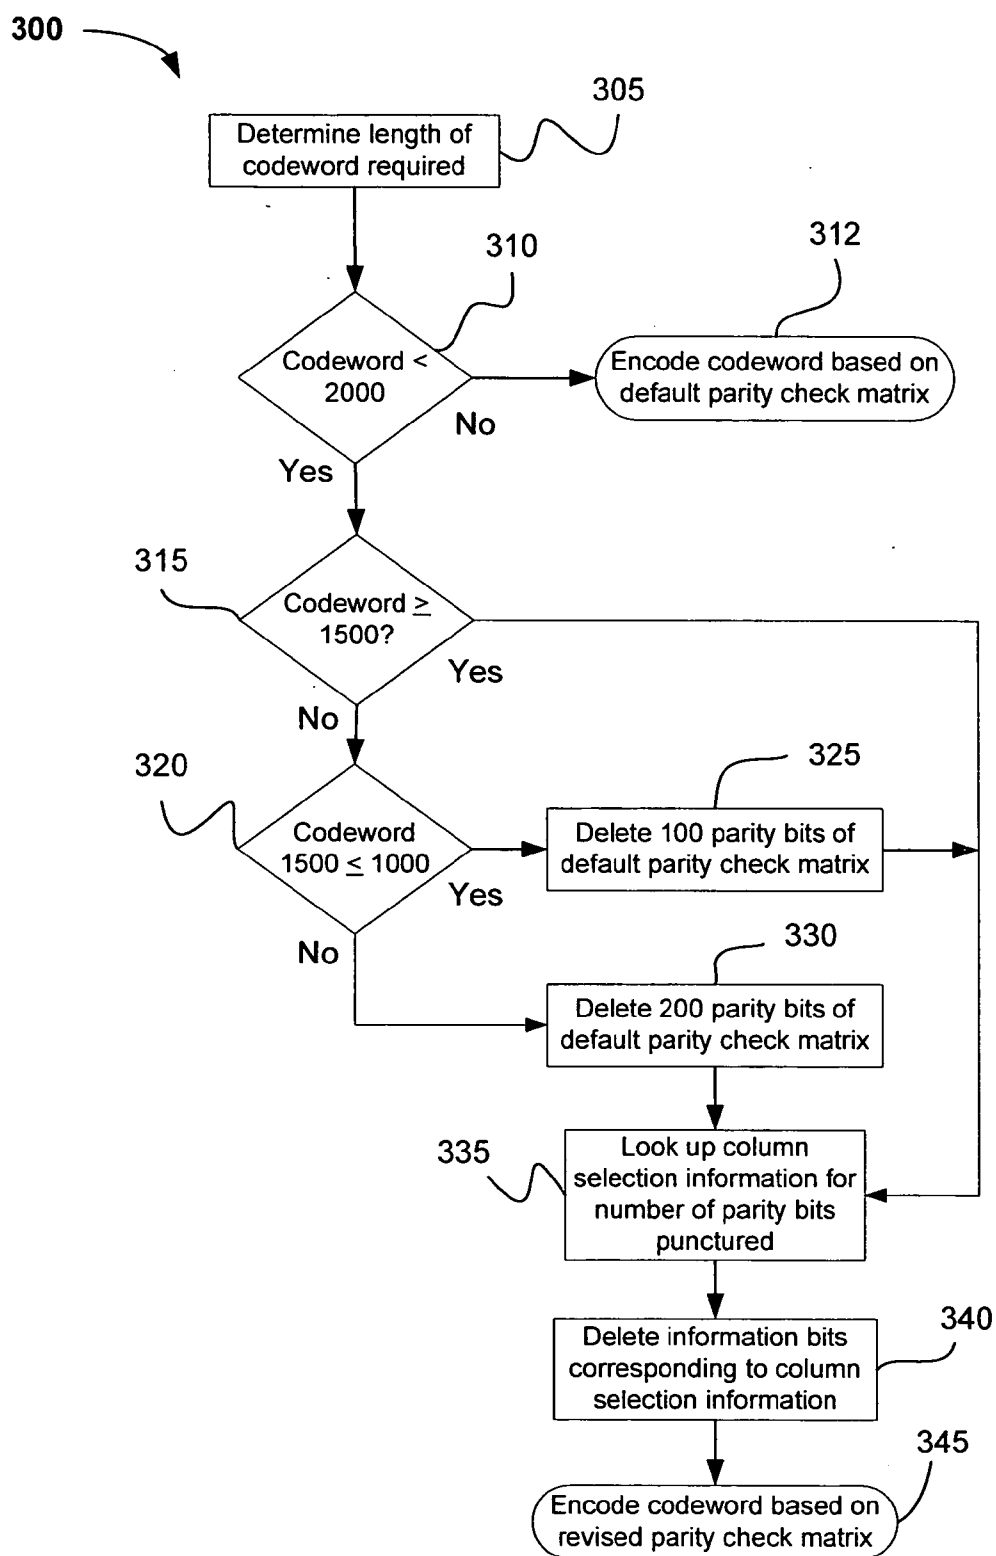 300
305
Determine length of
codeword required
310
312
Codeword <
2000
Encode codeword based on
default parity check matrix
No
Yes
315
Codeword ≥
1500?
Yes
No
320
325
Codeword
1500 ≤ 1000
Delete 100 parity bits of
default parity check matrix
Yes
No
330
Delete 200 parity bits of
default parity check matrix
335
Look up column
selection information for
number of parity bits
punctured
340
Delete information bits
corresponding to column
selection information
345
Encode codeword based on
revised parity check matrix